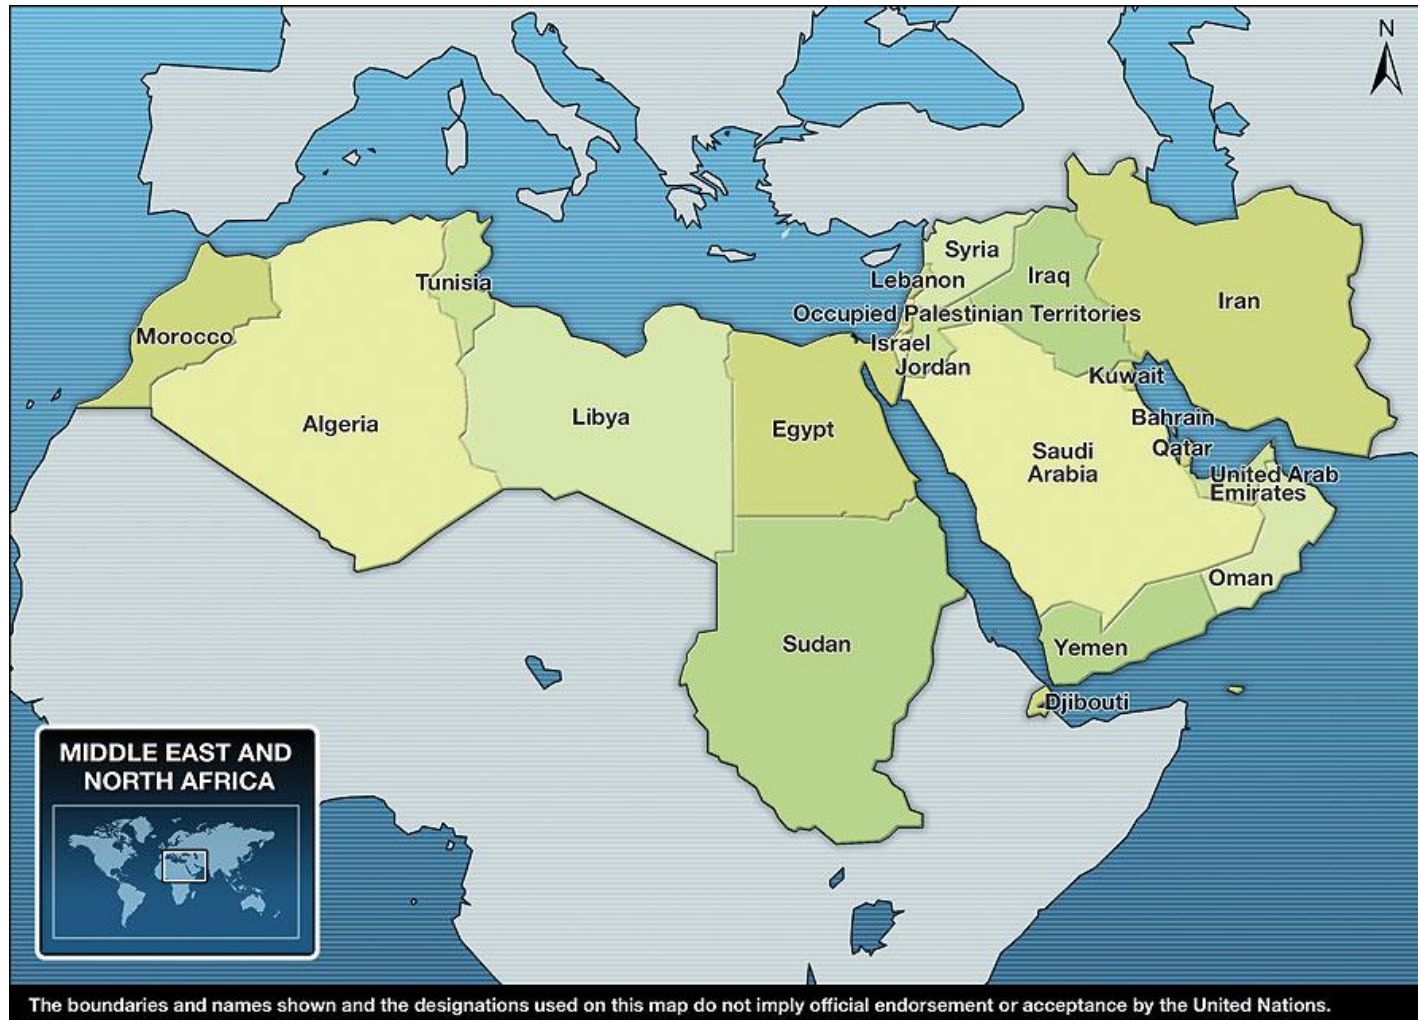 N
Syria
Lebanon
Iraq
Tunisia
Iran
Occupied Palestinian Territories
Morocco
Israel
Jordan
Kuwait
Algeria
Libya
Egypt
Bahrain
Qatar
Saudi
Arabia
United Arab
Emirates
Oman
Sudan
Yemen
Djibouti
MIDDLE EAST AND
NORTH AFRICA
The boundaries and names shown and the designations used on this map do not imply official endorsement or acceptance by the United Nations.